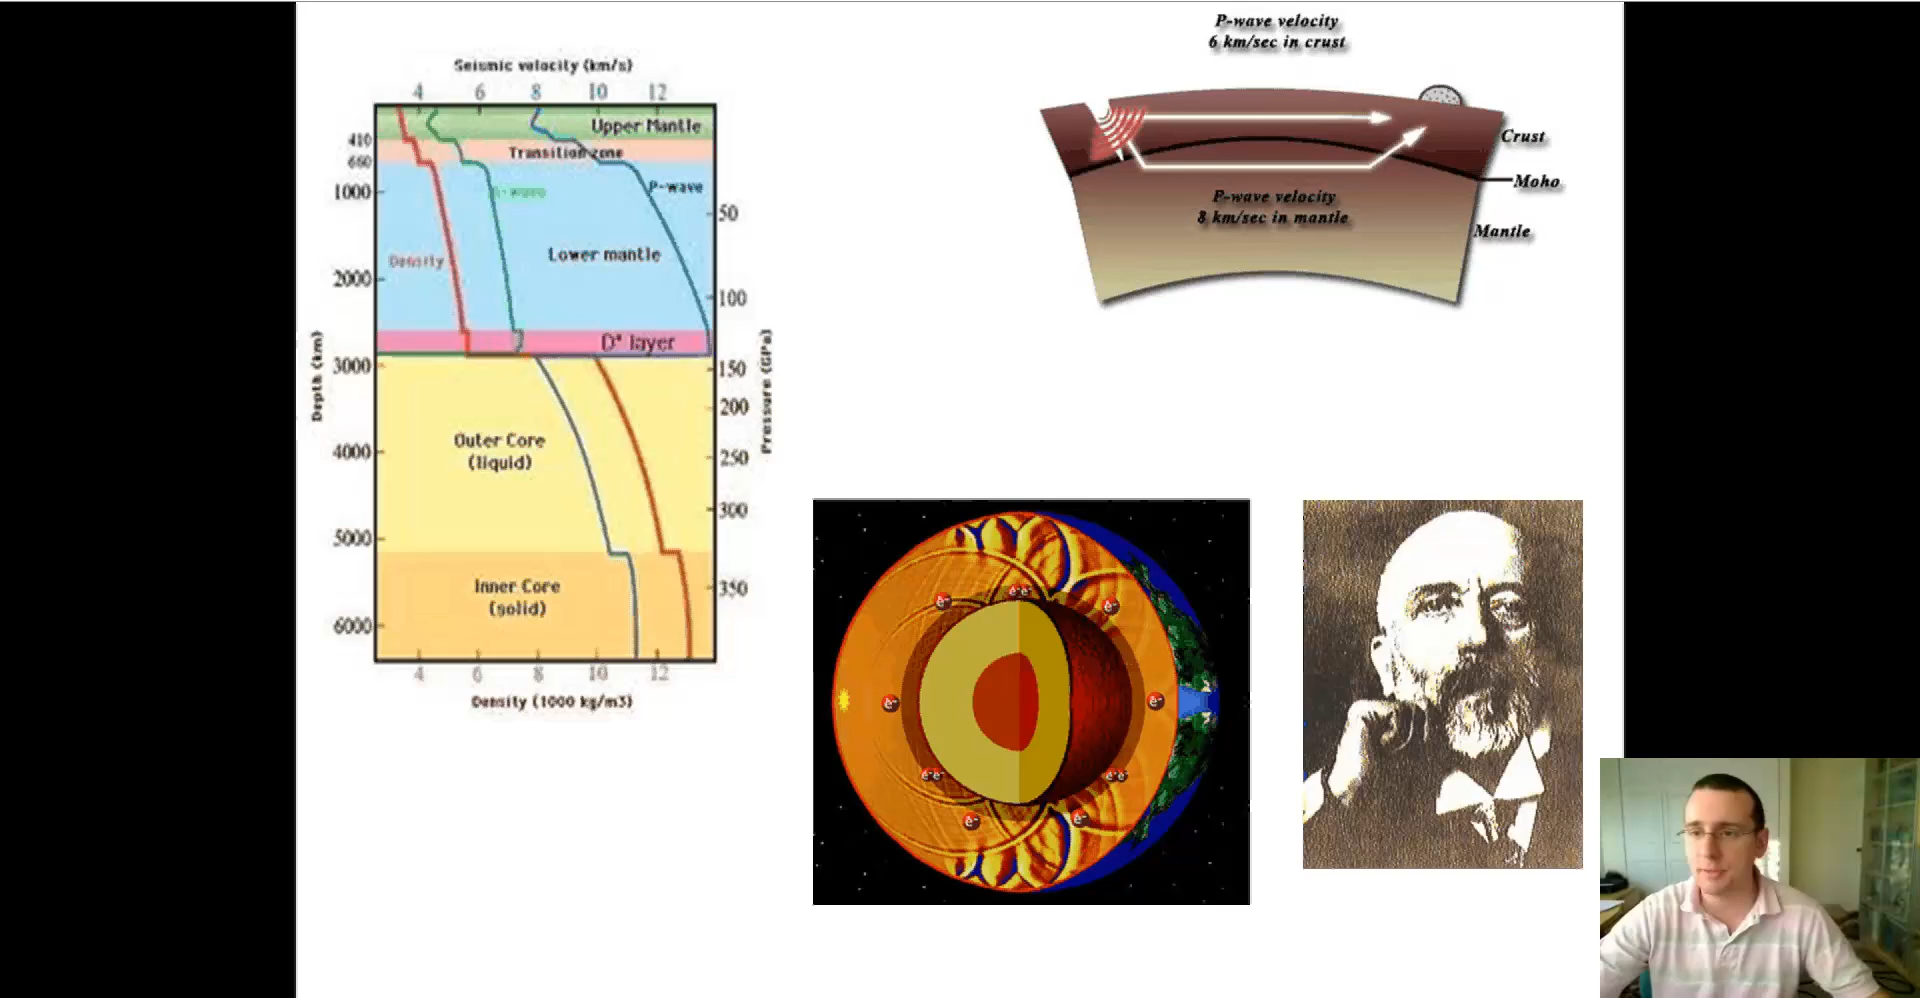 Seismic velocity (km/s)
4 6 8 10 12
Upper Mantle
410
Transition zone
660
1000
S-wave
P-wave
50
Density
Lower mantle
2000
100
D" layer
3000
150
Depth (km)
Pressure (GPa)
200
Outer Core
(liquid)
4000
250
300
5000
Inner Core
(solid)
350
6000
4 6 8 10 12
Density (1000 kg/m3)
P-wave velocity
6 km/sec in crust
Crust
Moho
P-wave velocity
8 km/sec in mantle
Mantle
e-
e-e-
e-
e-
e-
e-e-
e-e-
e-
e-